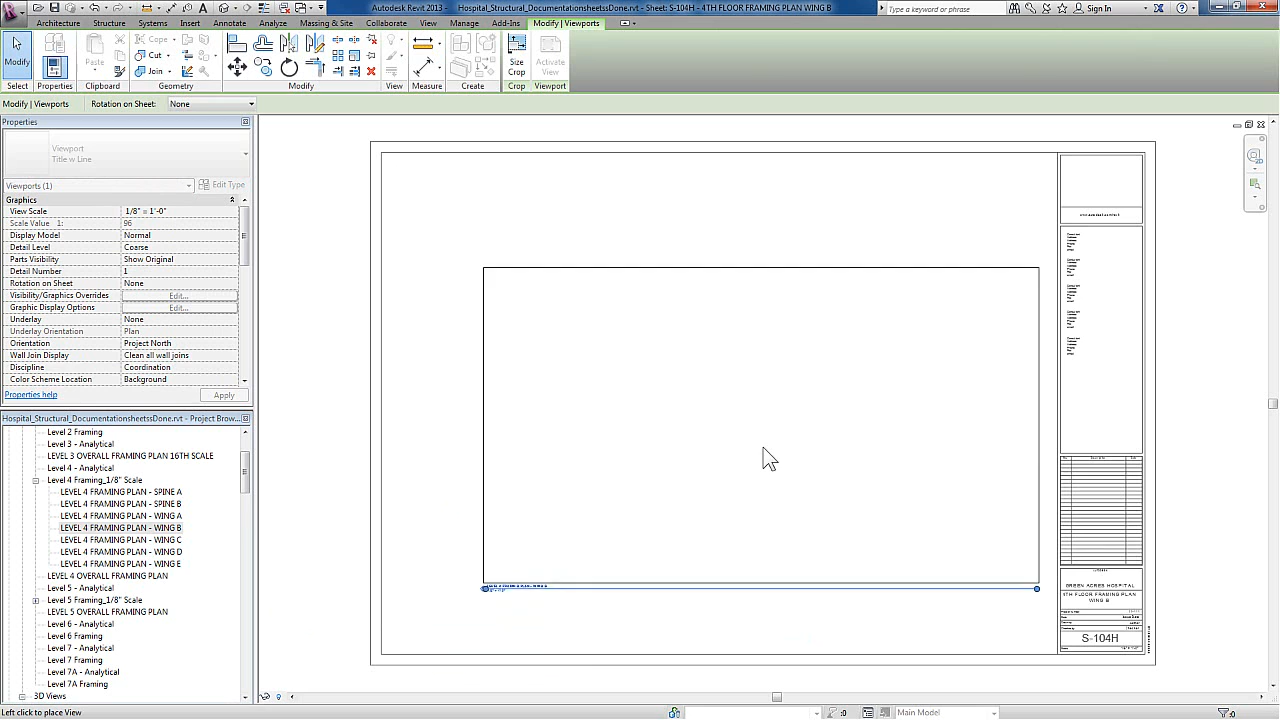 Autodesk Revit 2013 - Hospital_Structural_DocumentationsheetssDone.rvt - Sheet: S-104H - 4TH FLOOR FRAMING PLAN WING B
Type a keyword or phrase
Sign In
Architecture Structure Systems Insert Annotate Analyze Massing & Site Collaborate View Manage Add-Ins Modify | Viewports
Modify
Paste
Cope
Cut
Join
Size Crop
Activate View
Select Properties Clipboard Geometry Modify View Measure Create Crop Viewport
Modify | Viewports Rotation on Sheet: None
Properties
Viewport
Title w Line
Viewports (1) Edit Type
Graphics
View Scale 1/8" = 1'-0"
Scale Value 1: 96
Display Model Normal
Detail Level Coarse
Parts Visibility Show Original
Detail Number 1
Rotation on Sheet None
Visibility/Graphics Overrides Edit...
Graphic Display Options Edit...
Underlay None
Underlay Orientation Plan
Orientation Project North
Wall Join Display Clean all wall joins
Discipline Coordination
Color Scheme Location Background
Properties help Apply
Hospital_Structural_DocumentationsheetssDone.rvt - Project Brow...
Level 2 Framing
Level 3 - Analytical
LEVEL 3 OVERALL FRAMING PLAN 16TH SCALE
Level 4 - Analytical
Level 4 Framing_1/8" Scale
LEVEL 4 FRAMING PLAN - SPINE A
LEVEL 4 FRAMING PLAN - SPINE B
LEVEL 4 FRAMING PLAN - WING A
LEVEL 4 FRAMING PLAN - WING B
LEVEL 4 FRAMING PLAN - WING C
LEVEL 4 FRAMING PLAN - WING D
LEVEL 4 FRAMING PLAN - WING E
LEVEL 4 OVERALL FRAMING PLAN
Level 5 - Analytical
Level 5 Framing_1/8" Scale
LEVEL 5 OVERALL FRAMING PLAN
Level 6 - Analytical
Level 6 Framing
Level 7 - Analytical
Level 7 Framing
Level 7A - Analytical
Level 7A Framing
3D Views
GREEN ACRES HOSPITAL
4TH FLOOR FRAMING PLAN
WING B
S-104H
Left click to place View
:0
Main Model
:0